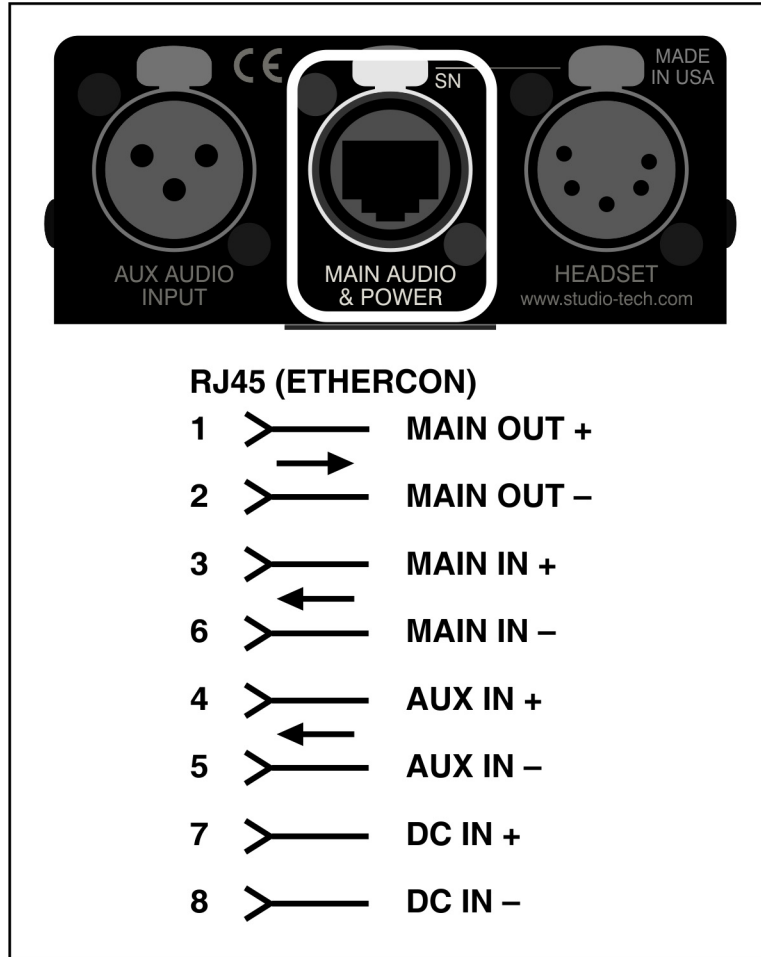 CE
SN
MADE
IN USA
AUX AUDIO
INPUT
MAIN AUDIO
& POWER
HEADSET
www.studio-tech.com
RJ45 (ETHERCON)
1 MAIN OUT +
2 MAIN OUT –
3 MAIN IN +
6 MAIN IN –
4 AUX IN +
5 AUX IN –
7 DC IN +
8 DC IN –